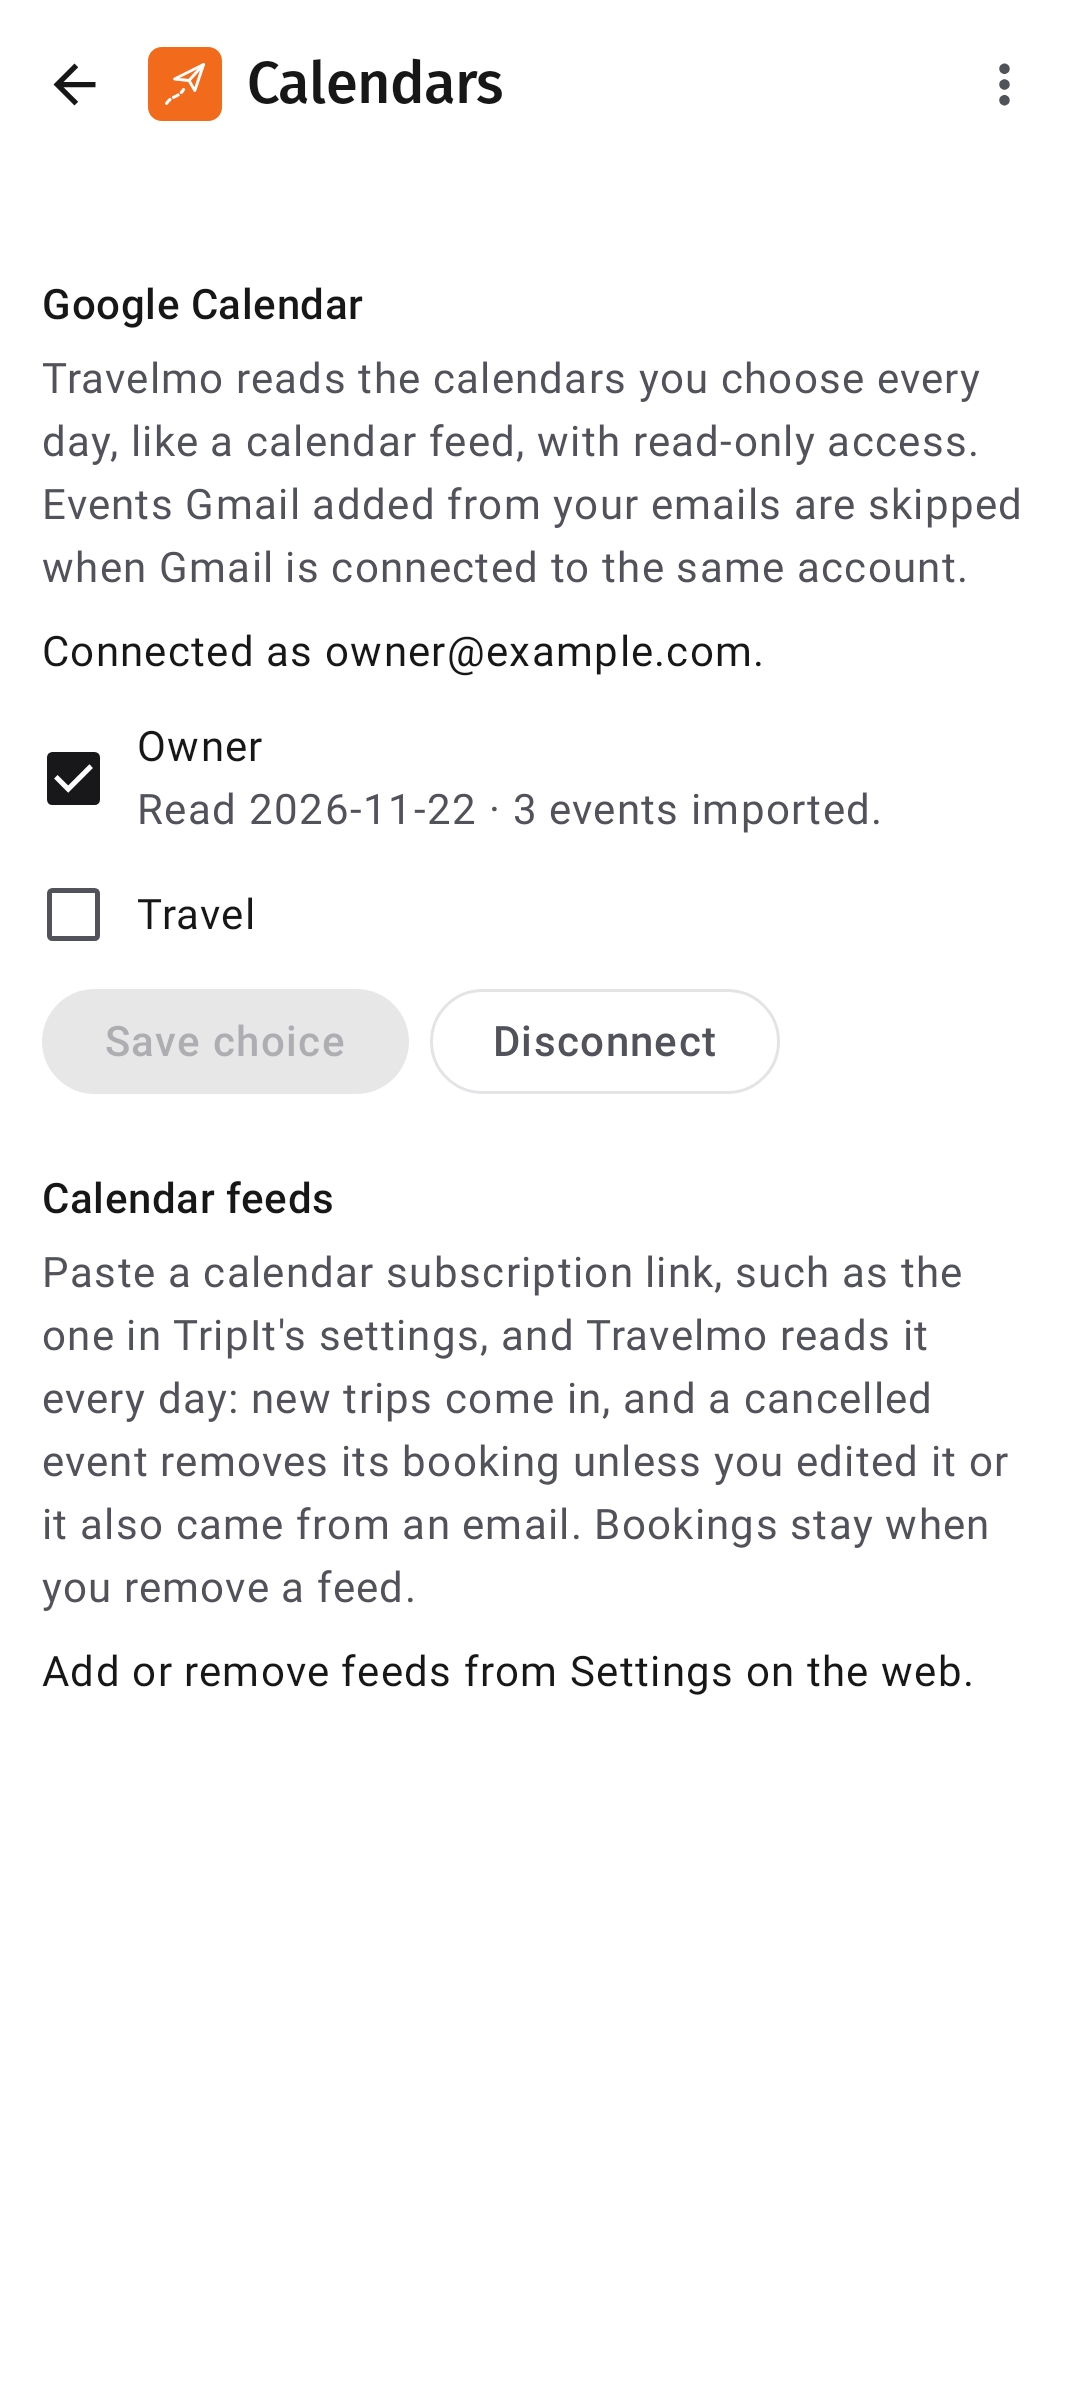 Calendars
Google Calendar
Travelmo reads the calendars you choose every
day, like a calendar feed, with read-only access.
Events Gmail added from your emails are skipped
when Gmail is connected to the same account.
Connected as owner@example.com.
Owner
Read 2026-11-22 · 3 events imported.
Travel
Save choice
Disconnect
Calendar feeds
Paste a calendar subscription link, such as the
one in TripIt's settings, and Travelmo reads it
every day: new trips come in, and a cancelled
event removes its booking unless you edited it or
it also came from an email. Bookings stay when
you remove a feed.
Add or remove feeds from Settings on the web.